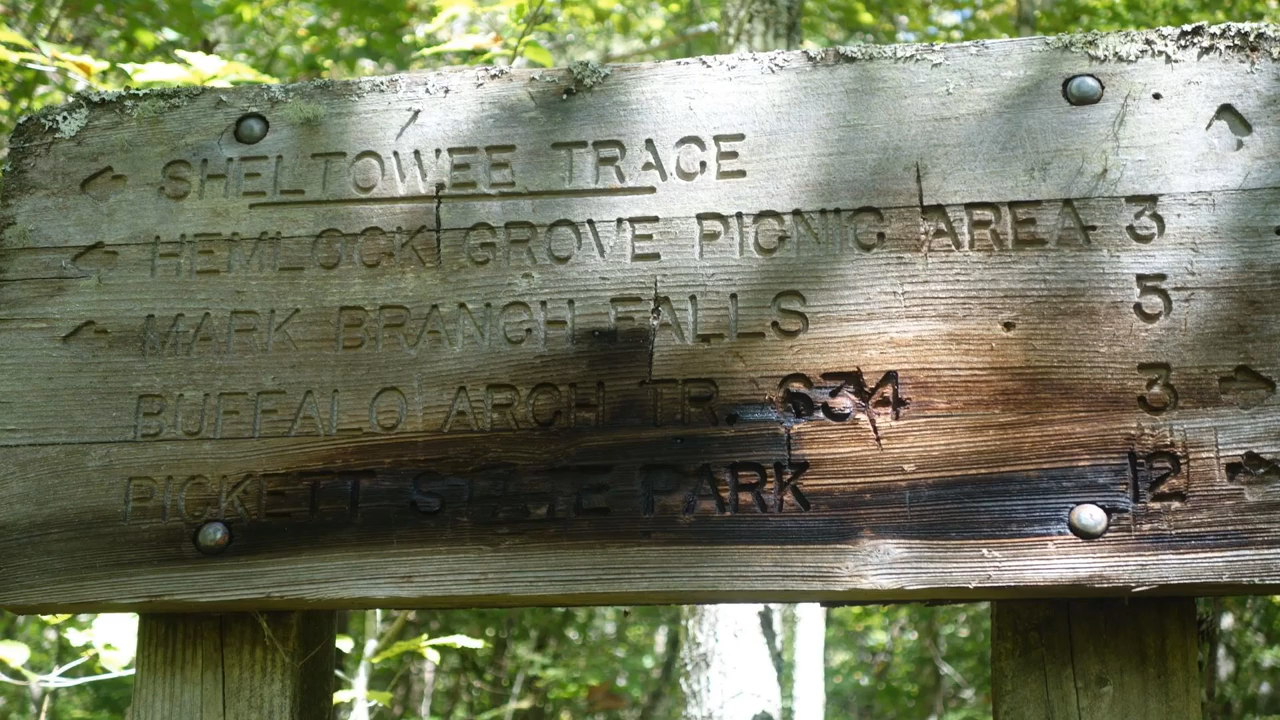 ← SHELTOWEE TRACE
← HEMLOCK GROVE PICNIC AREA 3
← MARK BRANCH FALLS 5
BUFFALO ARCH TR. 634 3 →
PICKETT STATE PARK 12 →